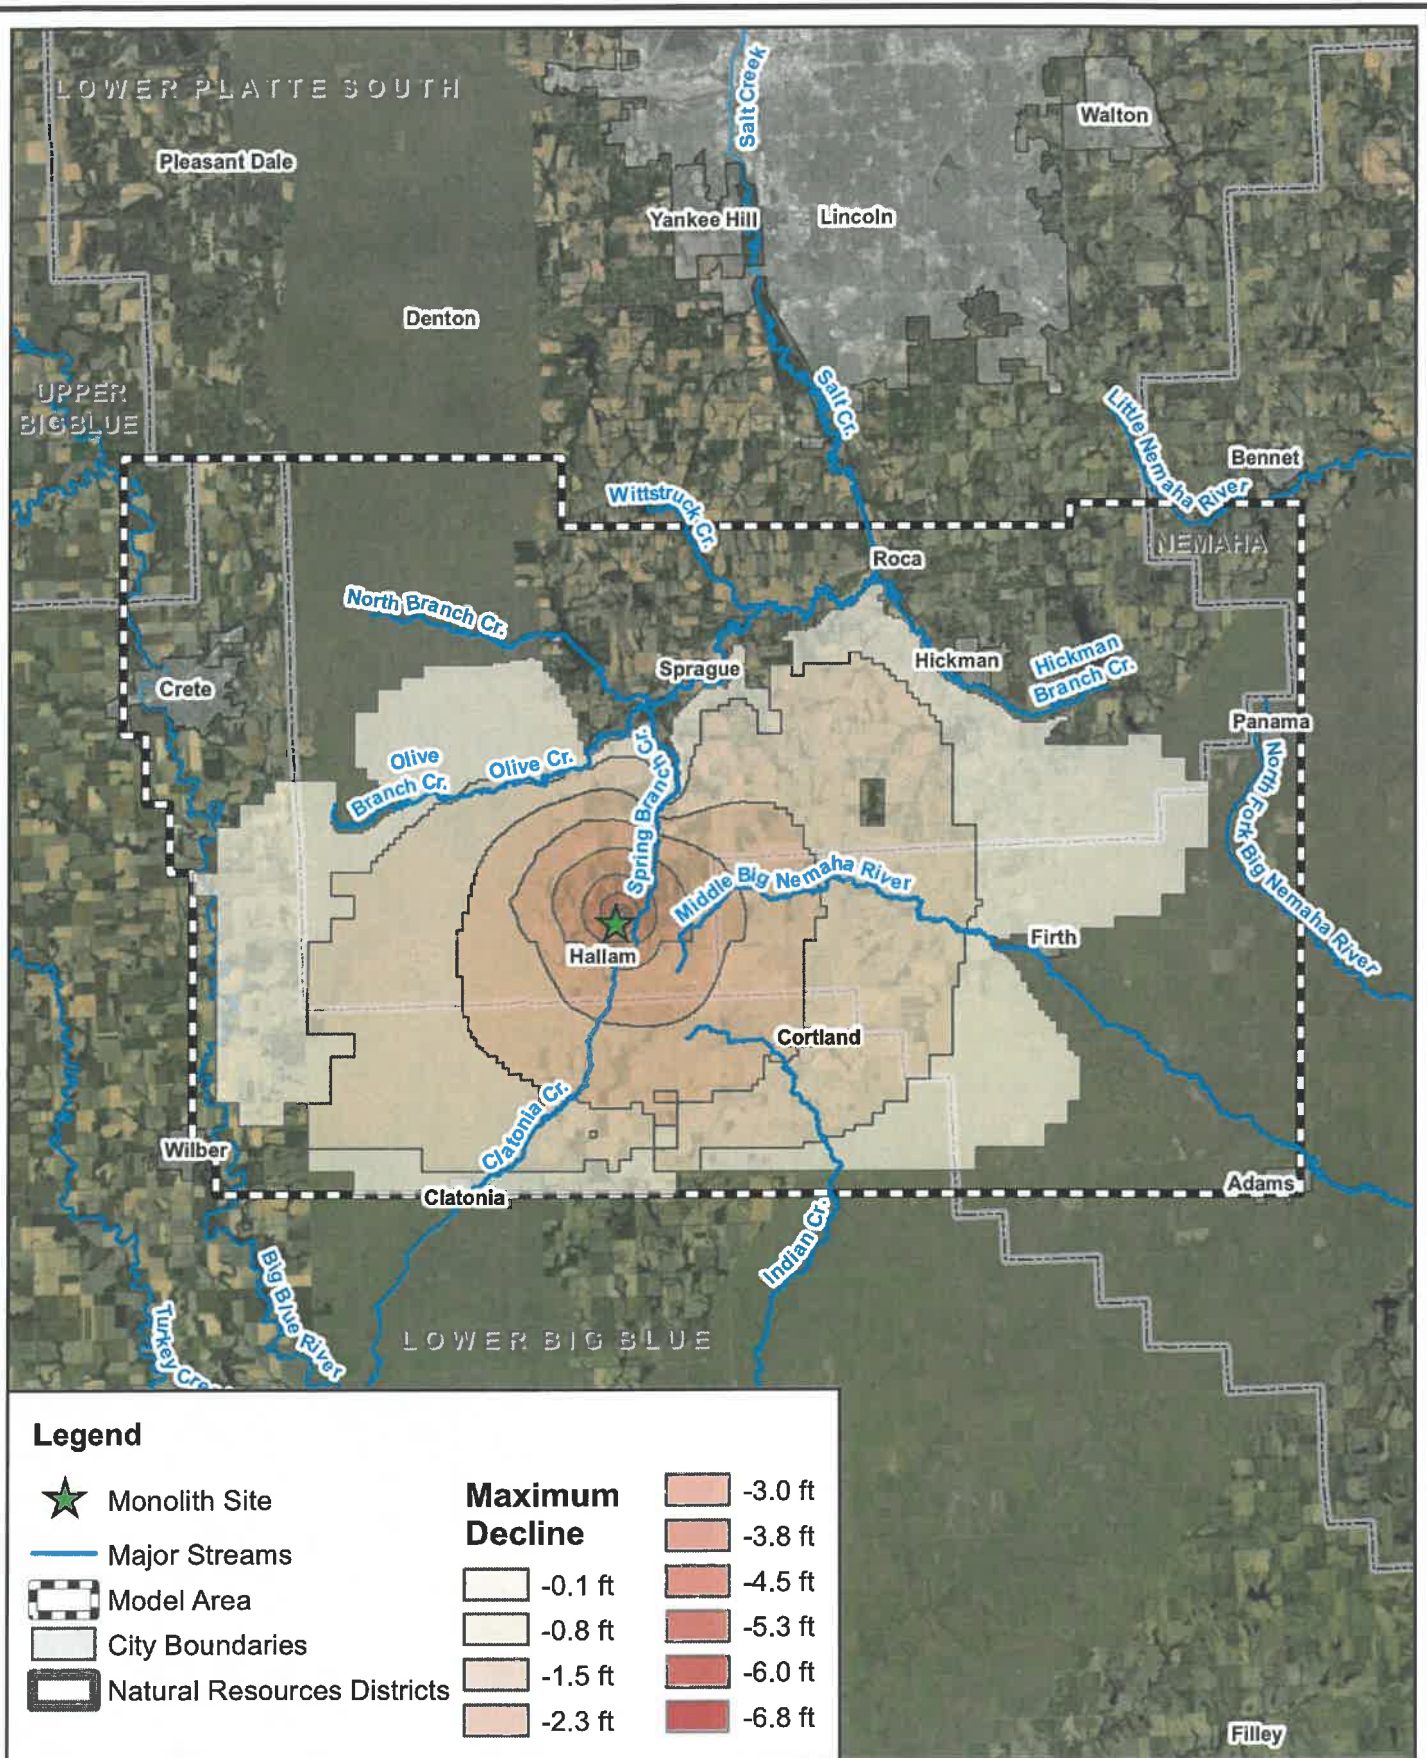 LOWER PLATTE SOUTH
Salt Creek
Walton
Pleasant Dale
Yankee Hill
Lincoln
Denton
UPPER
BIG BLUE
Salt Cr.
Little Nemaha River
Bennet
Wittstruck Cr.
NEMAHA
Roca
North Branch Cr.
Sprague
Hickman
Hickman
Branch Cr.
Crete
Panama
Olive
Branch Cr.
Olive Cr.
Spring Branch Cr.
North Fork Big Nemaha River
Middle Big Nemaha River
Hallam
Firth
Cortland
Clatonia Cr.
Wilber
Clatonia
Adams
Indian Cr.
Big Blue River
Turkey Cre
LOWER BIG BLUE
Legend
Monolith Site
Major Streams
Model Area
City Boundaries
Natural Resources Districts
Maximum
Decline
-0.1 ft
-0.8 ft
-1.5 ft
-2.3 ft
-3.0 ft
-3.8 ft
-4.5 ft
-5.3 ft
-6.0 ft
-6.8 ft
Filley